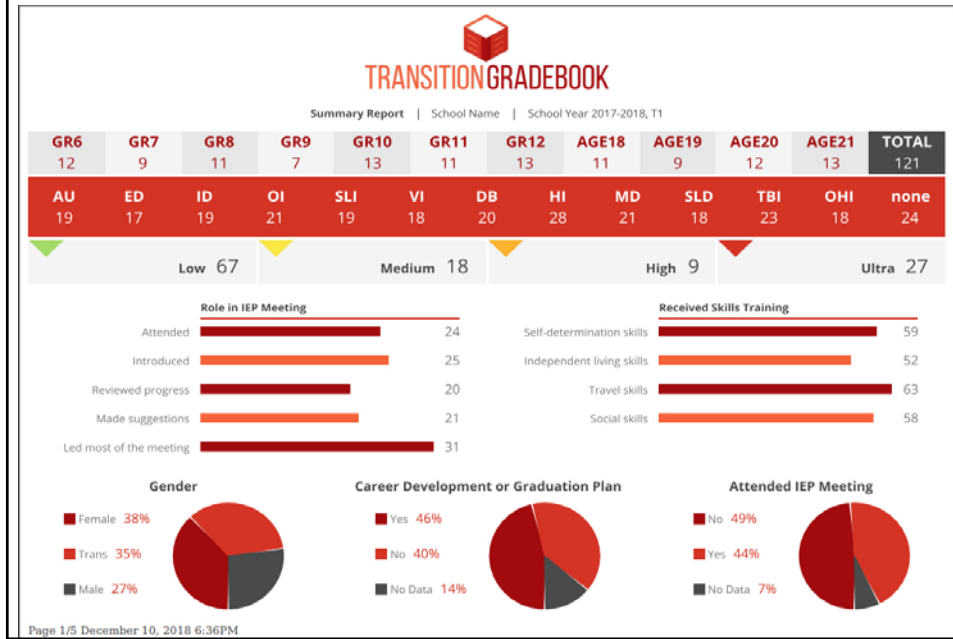 TRANSITIONGRADEBOOK
Summary Report | School Name | School Year 2017-2018, T1
GR6 GR7 GR8 GR9 GR10 GR11 GR12 AGE18 AGE19 AGE20 AGE21 TOTAL
12 9 11 7 13 11 13 11 9 12 13 121
AU ED ID OI SLI VI DB HI MD SLD TBI OHI none
19 17 19 21 19 18 20 28 21 18 23 18 24
Low 67 Medium 18 High 9 Ultra 27
Role in IEP Meeting
Attended 24
Introduced 25
Reviewed progress 20
Made suggestions 21
Led most of the meeting 31
Received Skills Training
Self-determination skills 59
Independent living skills 52
Travel skills 63
Social skills 58
Gender
Female 38%
Trans 35%
Male 27%
Career Development or Graduation Plan
Yes 46%
No 40%
No Data 14%
Attended IEP Meeting
No 49%
Yes 44%
No Data 7%
Page 1/5 December 10, 2018 6:36PM